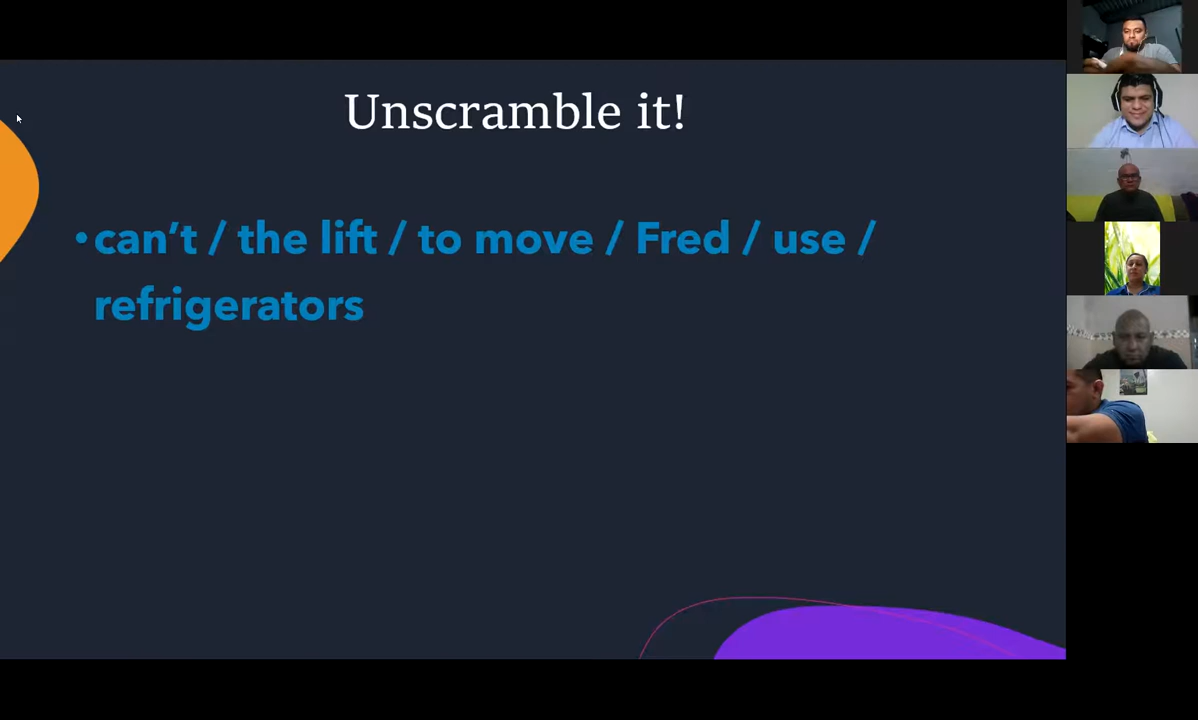 Unscramble it!
•can’t / the lift / to move / Fred / use /
refrigerators